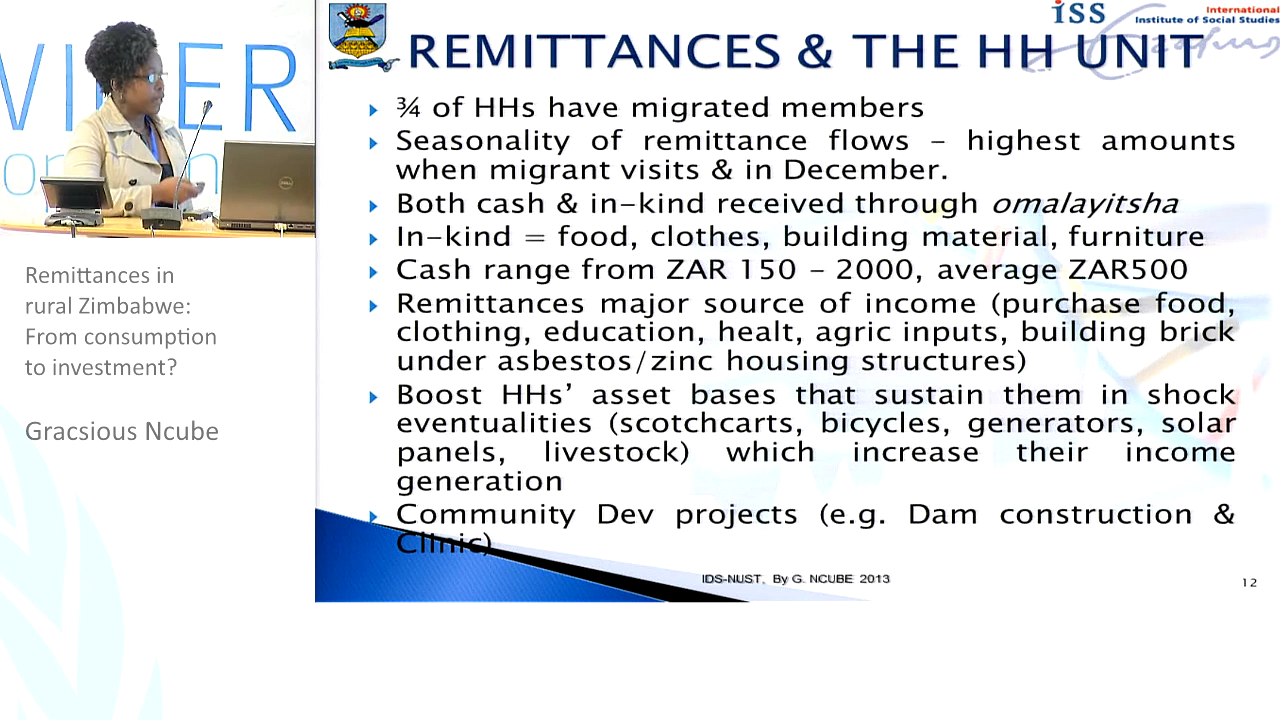 WIDER
REMITTANCES & THE HH UNIT
iSS International
Institute of Social Studies
Erasmus
¾ of HHs have migrated members
Seasonality of remittance flows – highest amounts
when migrant visits & in December.
Both cash & in–kind received through omalayitsha
In–kind = food, clothes, building material, furniture
Cash range from ZAR 150 – 2000, average ZAR500
Remittances major source of income (purchase food,
clothing, education, healt, agric inputs, building brick
under asbestos/zinc housing structures)
Boost HHs’ asset bases that sustain them in shock
eventualities (scotchcarts, bicycles, generators, solar
panels, livestock) which increase their income
generation
Community Dev projects (e.g. Dam construction &
Clinic)
IDS-NUST. By G. NCUBE 2013
12
DELL
Remittances in
rural Zimbabwe:
From consumption
to investment?
Gracsious Ncube